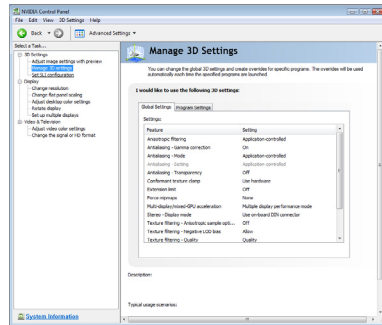 NVIDIA Control Panel
File Edit View 3D Settings Help
Back Advanced Settings
Select a Task...
3D Settings
Adjust image settings with preview
Manage 3D settings
Set SLI configuration
Display
Change resolution
Change flat panel scaling
Adjust desktop color settings
Rotate display
Set up multiple displays
Video & Television
Adjust video color settings
Change the signal or HD format
System Information
Manage 3D Settings
You can change the global 3D settings and create overrides for specific programs. The overrides will be used
automatically each time the specified programs are launched.
I would like to use the following 3D settings:
Global Settings Program Settings
Settings:
Feature Setting
Anisotropic filtering Application-controlled
Antialiasing - Gamma correction On
Antialiasing - Mode Application-controlled
Antialiasing - Setting Application-controlled
Antialiasing - Transparency Off
Conformant texture clamp Use hardware
Extension limit Off
Force mipmaps None
Multi-display/mixed-GPU acceleration Multiple display performance mode
Stereo - Display mode Use on-board DIN connector
Texture filtering - Anisotropic sample opti... Off
Texture filtering - Negative LOD bias Allow
Texture filtering - Quality Quality
Description:
Typical usage scenarios: